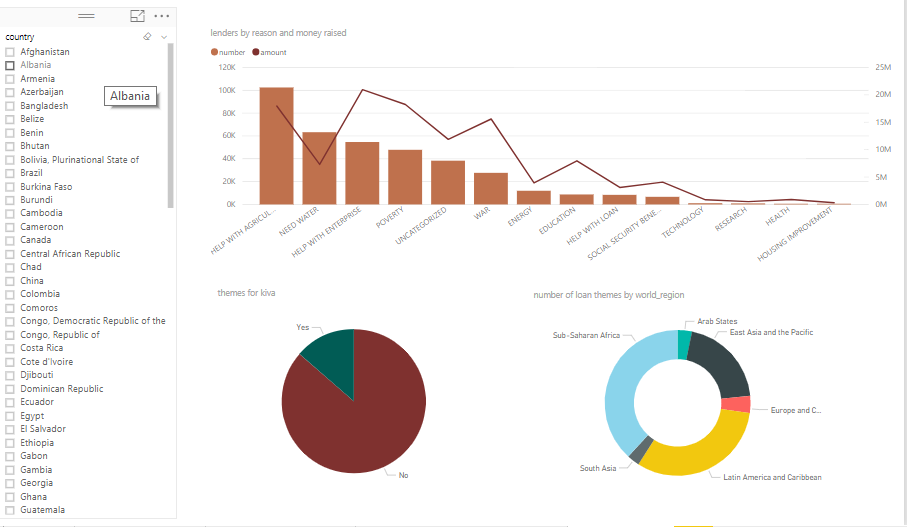 country
Afghanistan
Albania
Armenia
Azerbaijan
Albania
Bangladesh
Belize
Benin
Bhutan
Bolivia, Plurinational State of
Brazil
Burkina Faso
Burundi
Cambodia
Cameroon
Canada
Central African Republic
Chad
China
Colombia
Comoros
Congo, Democratic Republic of the
Congo, Republic of
Costa Rica
Cote d'Ivoire
Djibouti
Dominican Republic
Ecuador
Egypt
El Salvador
Ethiopia
Gabon
Gambia
Georgia
Ghana
Guatemala
lenders by reason and money raised
number amount
120K
100K
80K
60K
40K
20K
0K
25M
20M
15M
10M
5M
0M
HELP WITH AGRICUL...
NEED WATER
HELP WITH ENTERPRISE
POVERTY
UNCATEGORIZED
WAR
ENERGY
EDUCATION
HELP WITH LOAN
SOCIAL SECURITY BENE...
TECHNOLOGY
RESEARCH
HEALTH
HOUSING IMPROVEMENT
themes for kiva
Yes
No
number of loan themes by world_region
Arab States
East Asia and the Pacific
Sub-Saharan Africa
Europe and C...
South Asia
Latin America and Caribbean